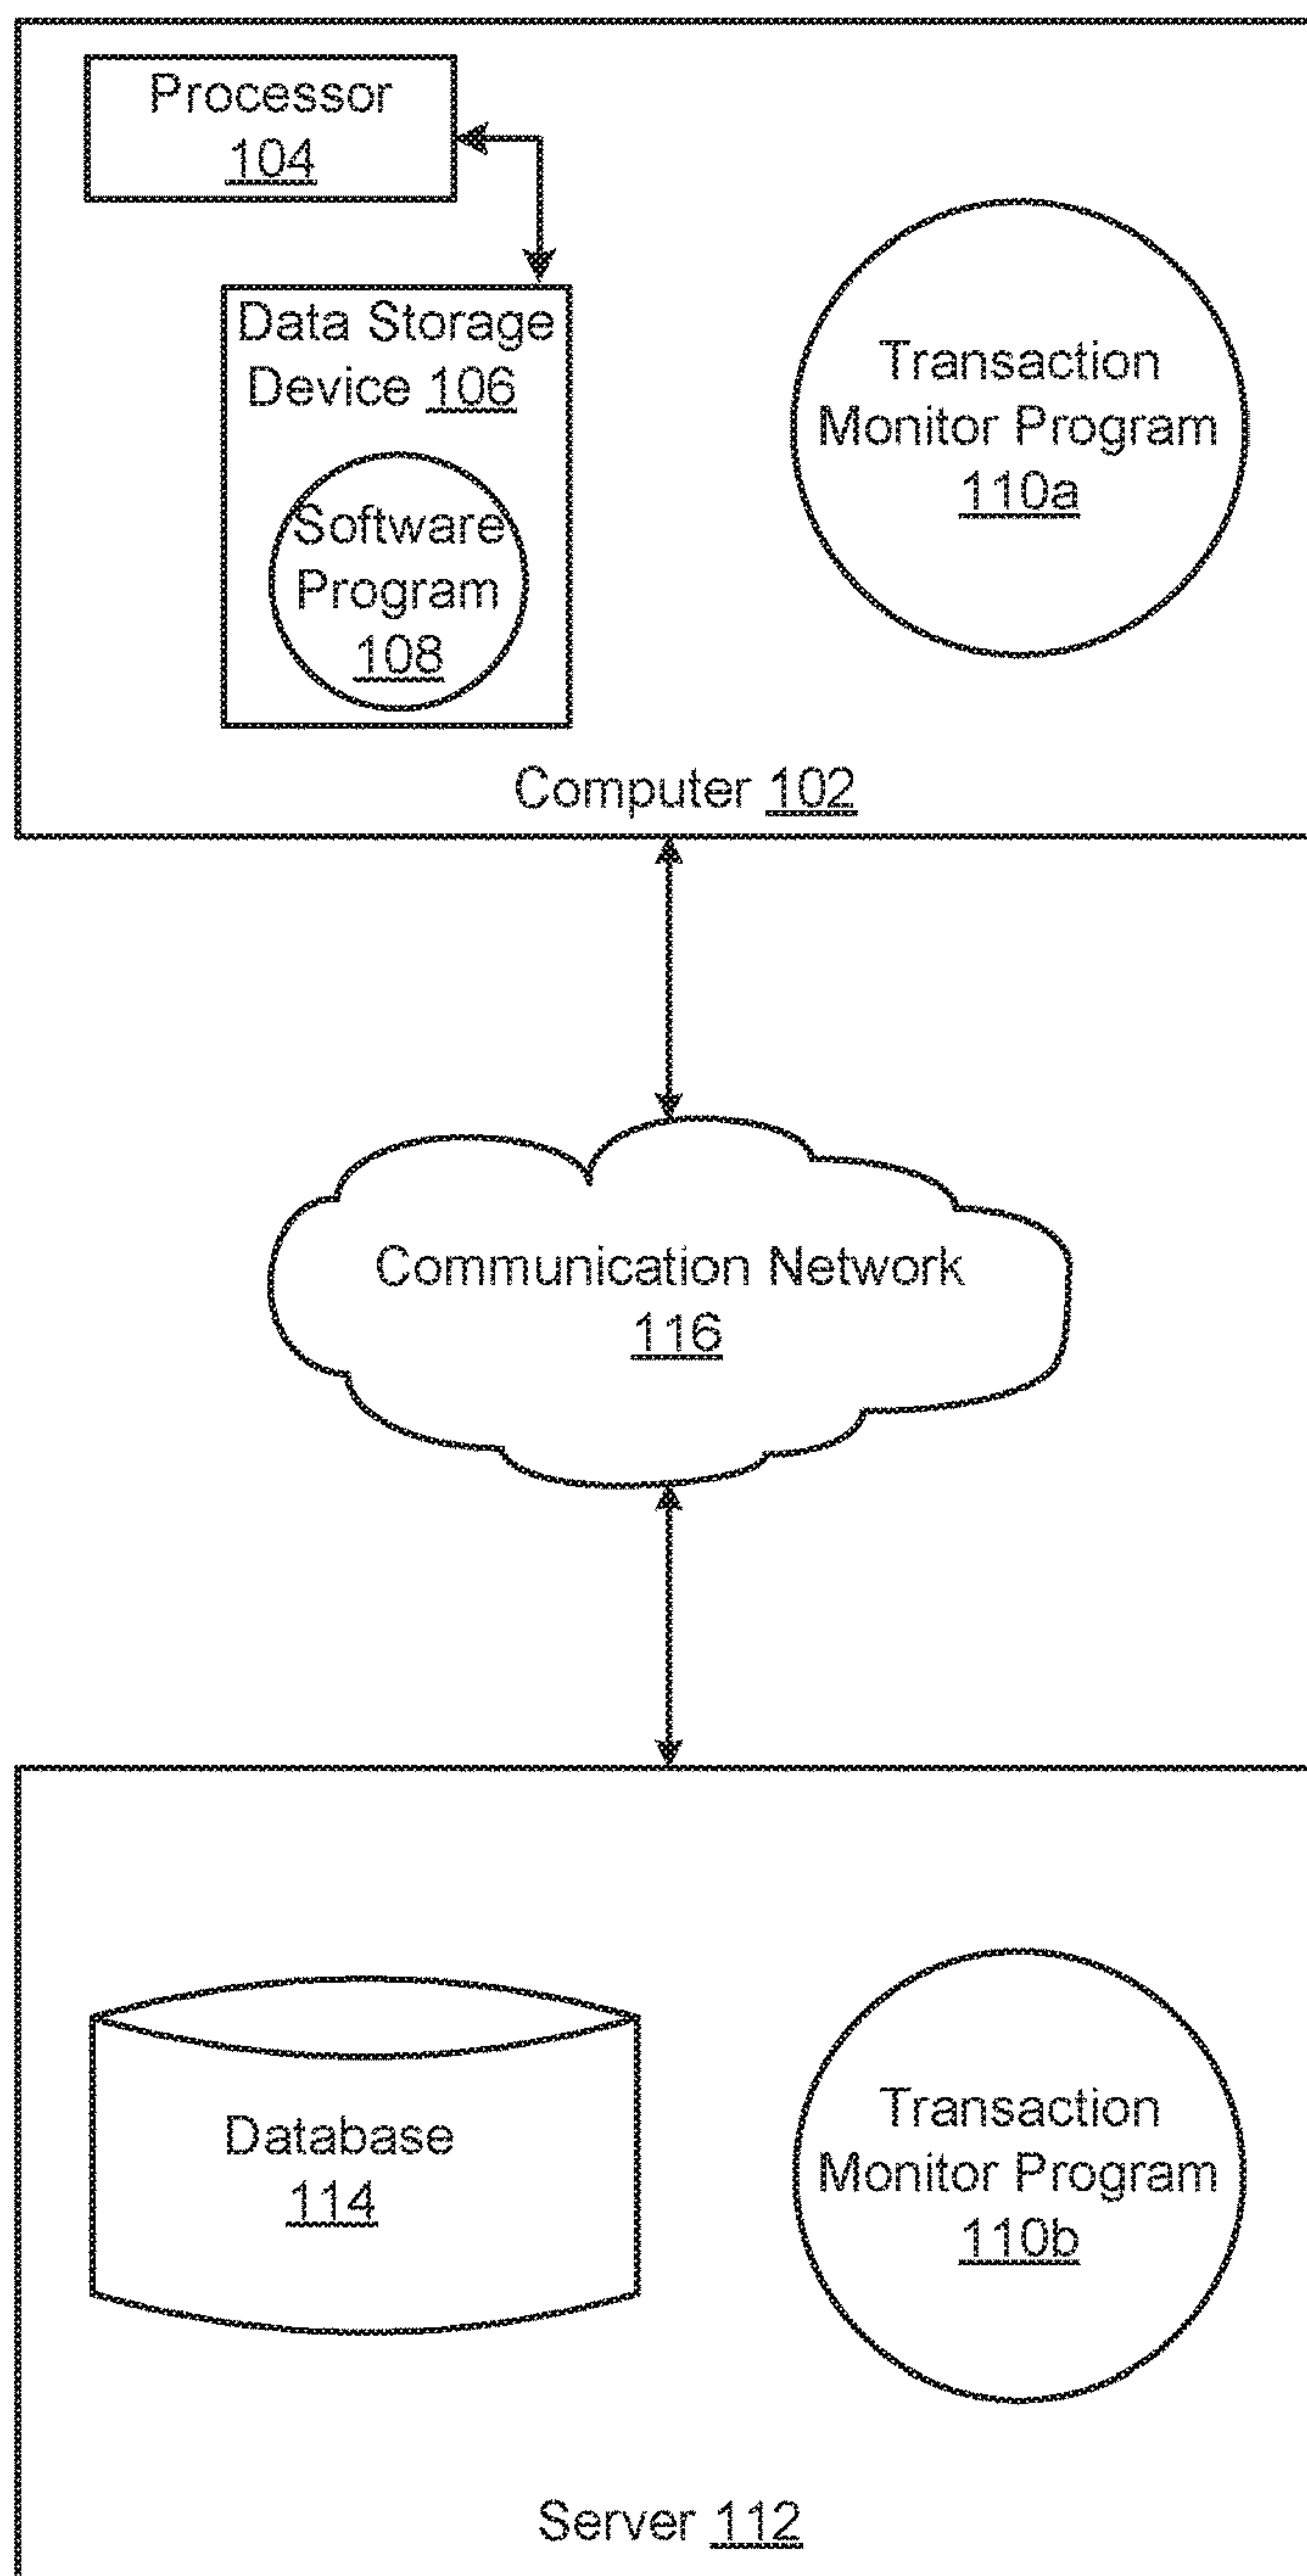 Processor
104
Data Storage
Device 106
Software
Program
108
Transaction
Monitor Program
110a
Computer 102
Communication Network
116
Database
114
Transaction
Monitor Program
110b
Server 112